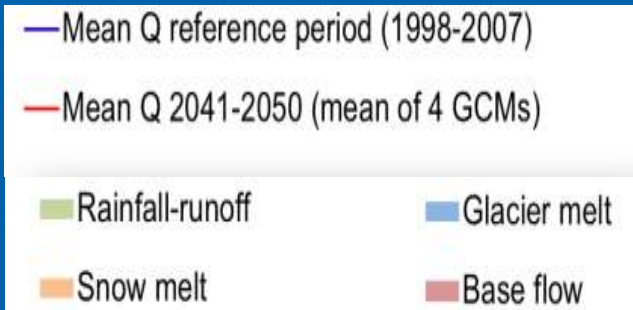 Mean Q reference period (1998-2007)
Mean Q 2041-2050 (mean of 4 GCMs)
Rainfall-runoff Glacier melt
Snow melt Base flow